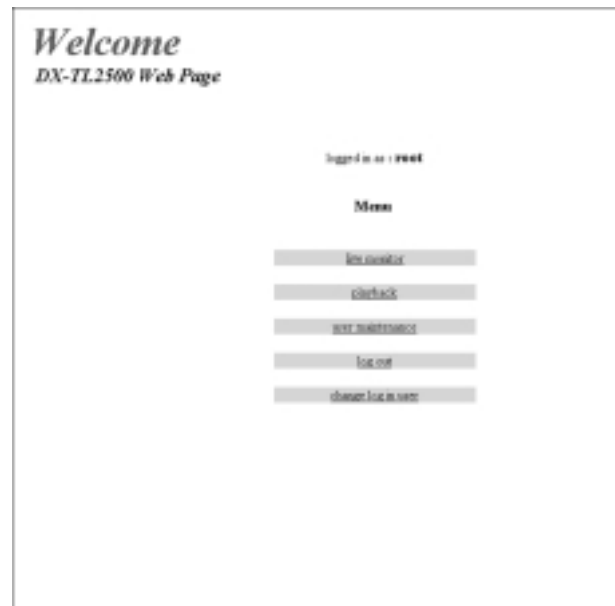 Welcome
DX-TL2500 Web Page
logged in as : root
Menu
live monitor
playback
user maintenance
log out
change log in user